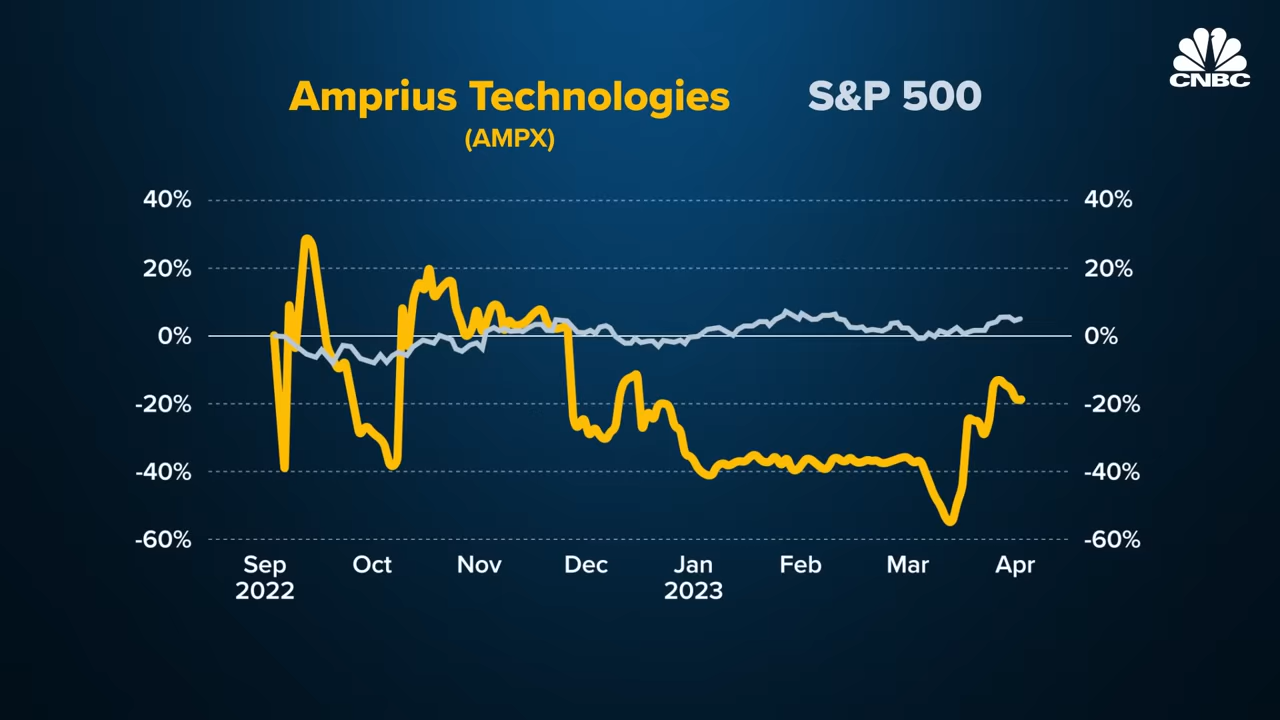 CNBC
Amprius Technologies
(AMPX)
S&P 500
40%
20%
0%
-20%
-40%
-60%
40%
20%
0%
-20%
-40%
-60%
Sep
2022
Oct
Nov
Dec
Jan
2023
Feb
Mar
Apr